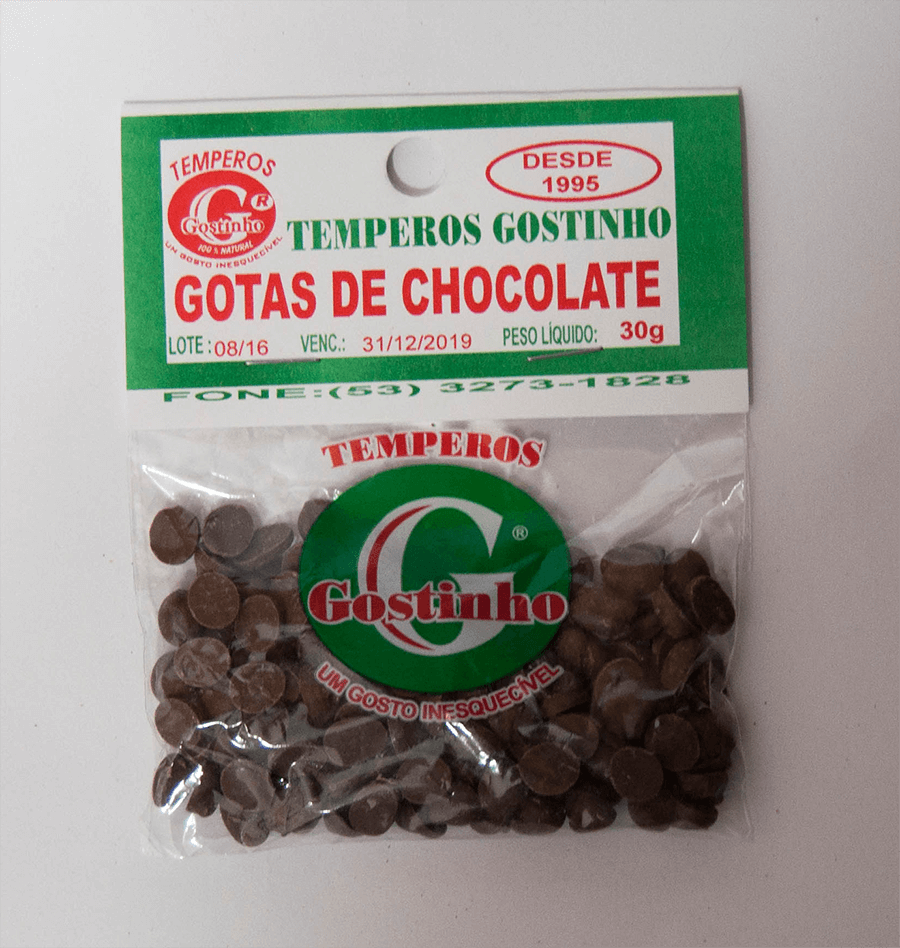 TEMPEROS
G ®
Gostinho
100 % NATURAL
UM GOSTO INESQUECÍVEL
DESDE
1995
TEMPEROS GOSTINHO
GOTAS DE CHOCOLATE
LOTE : 08/16 VENC.: 31/12/2019 PESO LÍQUIDO: 30g
FONE:(53) 3273-1828
TEMPEROS
G ®
Gostinho
UM GOSTO INESQUECÍVEL